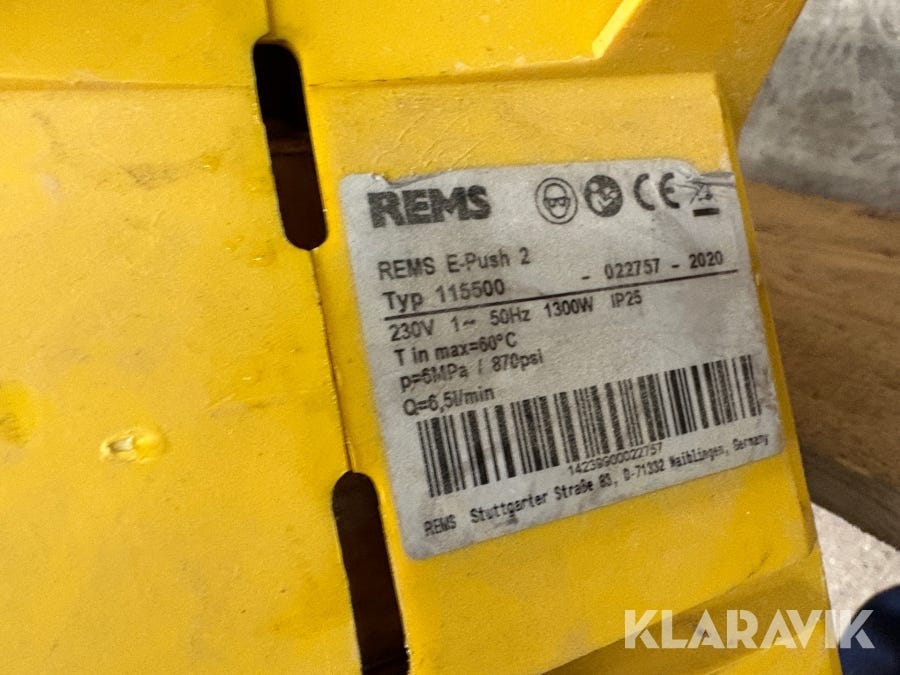 REMS
CE
REMS E-Push 2
Typ 115500 - 022757 - 2020
230V 1~ 50Hz 1300W IP25
T in max=60°C
p=6MPa / 870psi
Q=6,5l/min
14239900022757
REMS Stuttgarter Straße 83, D-71332 Waiblingen, Germany
KLARAVIK